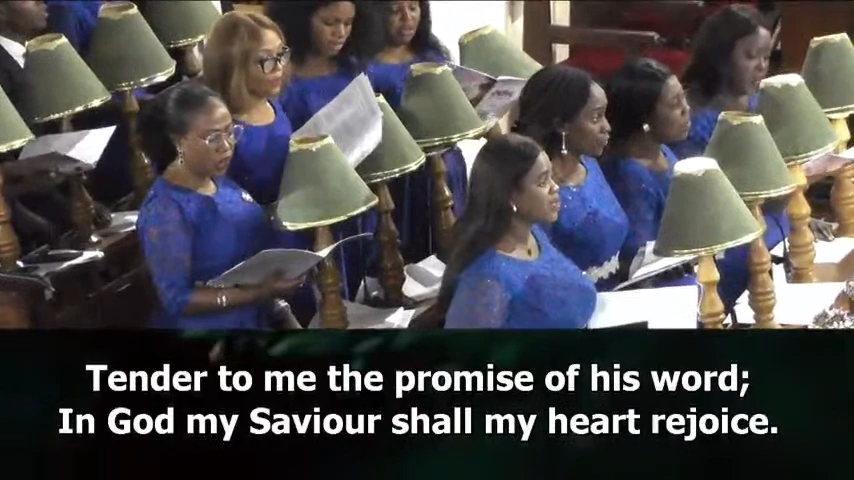 Tender to me the promise of his word;
In God my Saviour shall my heart rejoice.